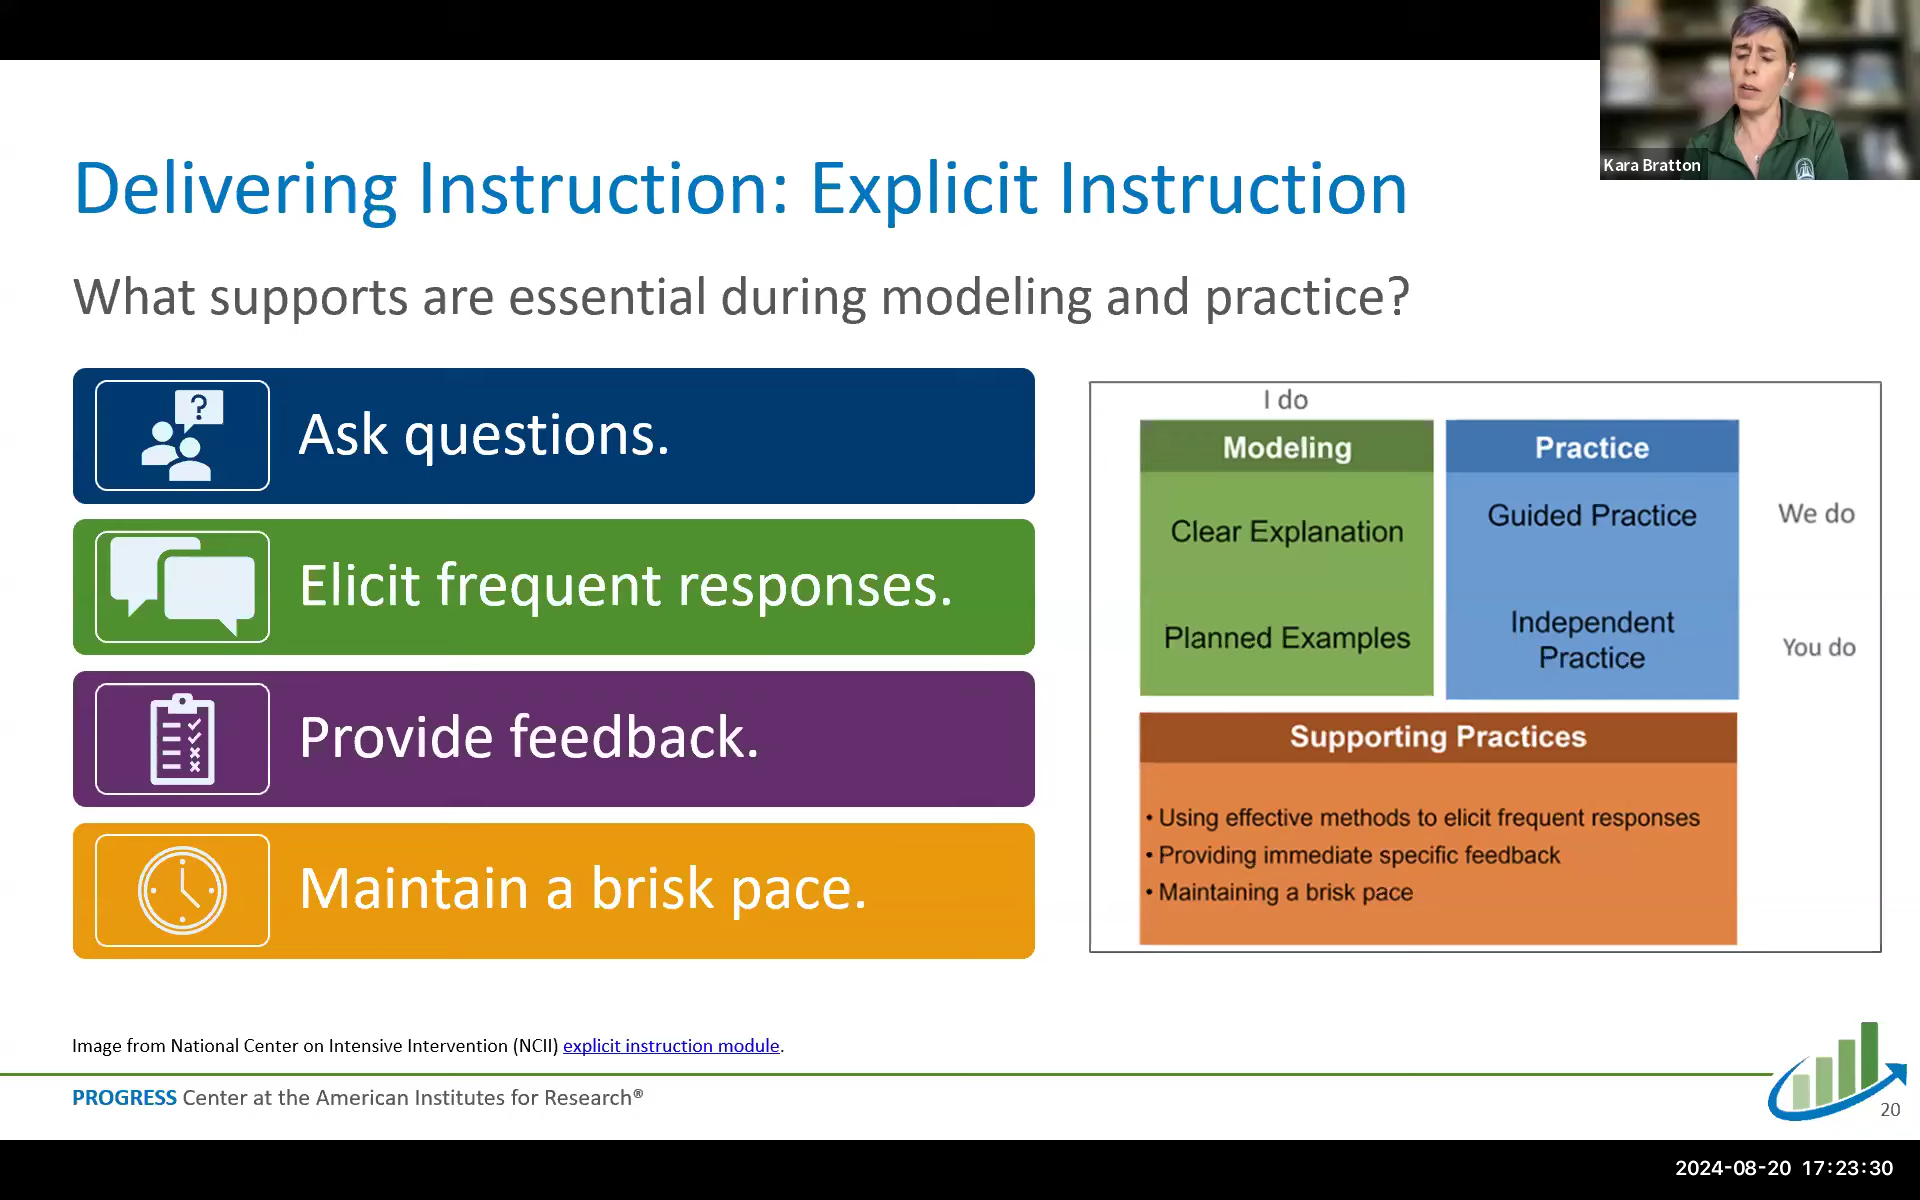 Kara Bratton
Delivering Instruction: Explicit Instruction
What supports are essential during modeling and practice?
?
Ask questions.
Elicit frequent responses.
Provide feedback.
Maintain a brisk pace.
I do
Modeling
Clear Explanation
Planned Examples
Practice
Guided Practice
We do
Independent
Practice
You do
Supporting Practices
• Using effective methods to elicit frequent responses
• Providing immediate specific feedback
• Maintaining a brisk pace
Image from National Center on Intensive Intervention (NCII) explicit instruction module.
PROGRESS Center at the American Institutes for Research®
20
2024-08-20 17:23:30